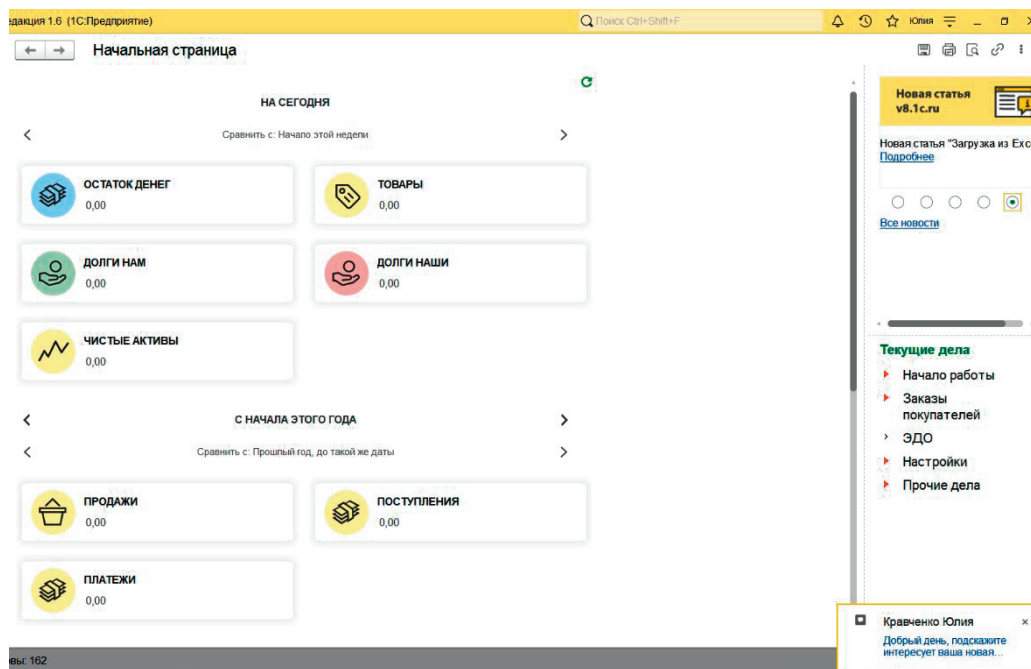 едакция 1.6 (1С:Предприятие)
Поиск Ctrl+Shift+F
Юлия
Начальная страница
НА СЕГОДНЯ
Сравнить с: Начало этой недели
ОСТАТОК ДЕНЕГ
0,00
ТОВАРЫ
0,00
ДОЛГИ НАМ
0,00
ДОЛГИ НАШИ
0,00
ЧИСТЫЕ АКТИВЫ
0,00
С НАЧАЛА ЭТОГО ГОДА
Сравнить с: Прошлый год, до такой же даты
ПРОДАЖИ
0,00
ПОСТУПЛЕНИЯ
0,00
ПЛАТЕЖИ
0,00
Новая статья
v8.1c.ru
Новая статья "Загрузка из Exc
Подробнее
Все новости
Текущие дела
Начало работы
Заказы
покупателей
ЭДО
Настройки
Прочие дела
Кравченко Юлия
Добрый день, подскажите
интересует ваша новая...
вы: 162